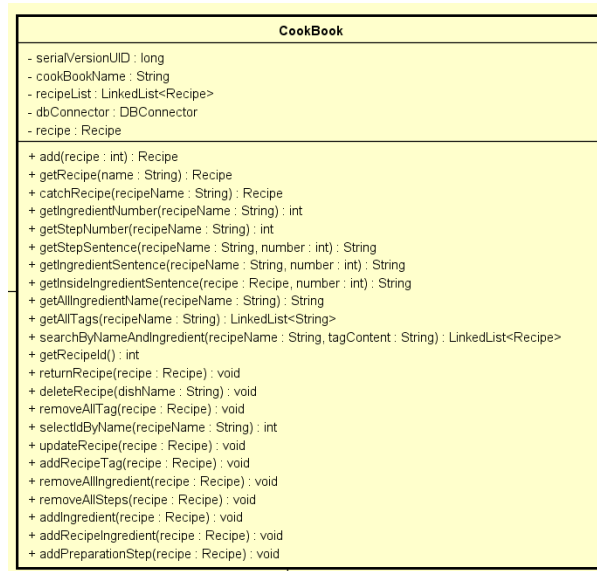 CookBook
- serialVersionUID : long
- cookBookName : String
- recipeList : LinkedList<Recipe>
- dbConnector : DBConnector
- recipe : Recipe
+ add(recipe : int) : Recipe
+ getRecipe(name : String) : Recipe
+ catchRecipe(recipeName : String) : Recipe
+ getIngredientNumber(recipeName : String) : int
+ getStepNumber(recipeName : String) : int
+ getStepSentence(recipeName : String, number : int) : String
+ getIngredientSentence(recipeName : String, number : int) : String
+ getInsideIngredientSentence(recipe : Recipe, number : int) : String
+ getAllIngredientName(recipeName : String) : String
+ getAllTags(recipeName : String) : LinkedList<String>
+ searchByNameAndIngredient(recipeName : String, tagContent : String) : LinkedList<Recipe>
+ getRecipeId() : int
+ returnRecipe(recipe : Recipe) : void
+ deleteRecipe(dishName : String) : void
+ removeAllTag(recipe : Recipe) : void
+ selectIdByName(recipeName : String) : int
+ updateRecipe(recipe : Recipe) : void
+ addRecipeTag(recipe : Recipe) : void
+ removeAllIngredient(recipe : Recipe) : void
+ removeAllSteps(recipe : Recipe) : void
+ addIngredient(recipe : Recipe) : void
+ addRecipeIngredient(recipe : Recipe) : void
+ addPreparationStep(recipe : Recipe) : void